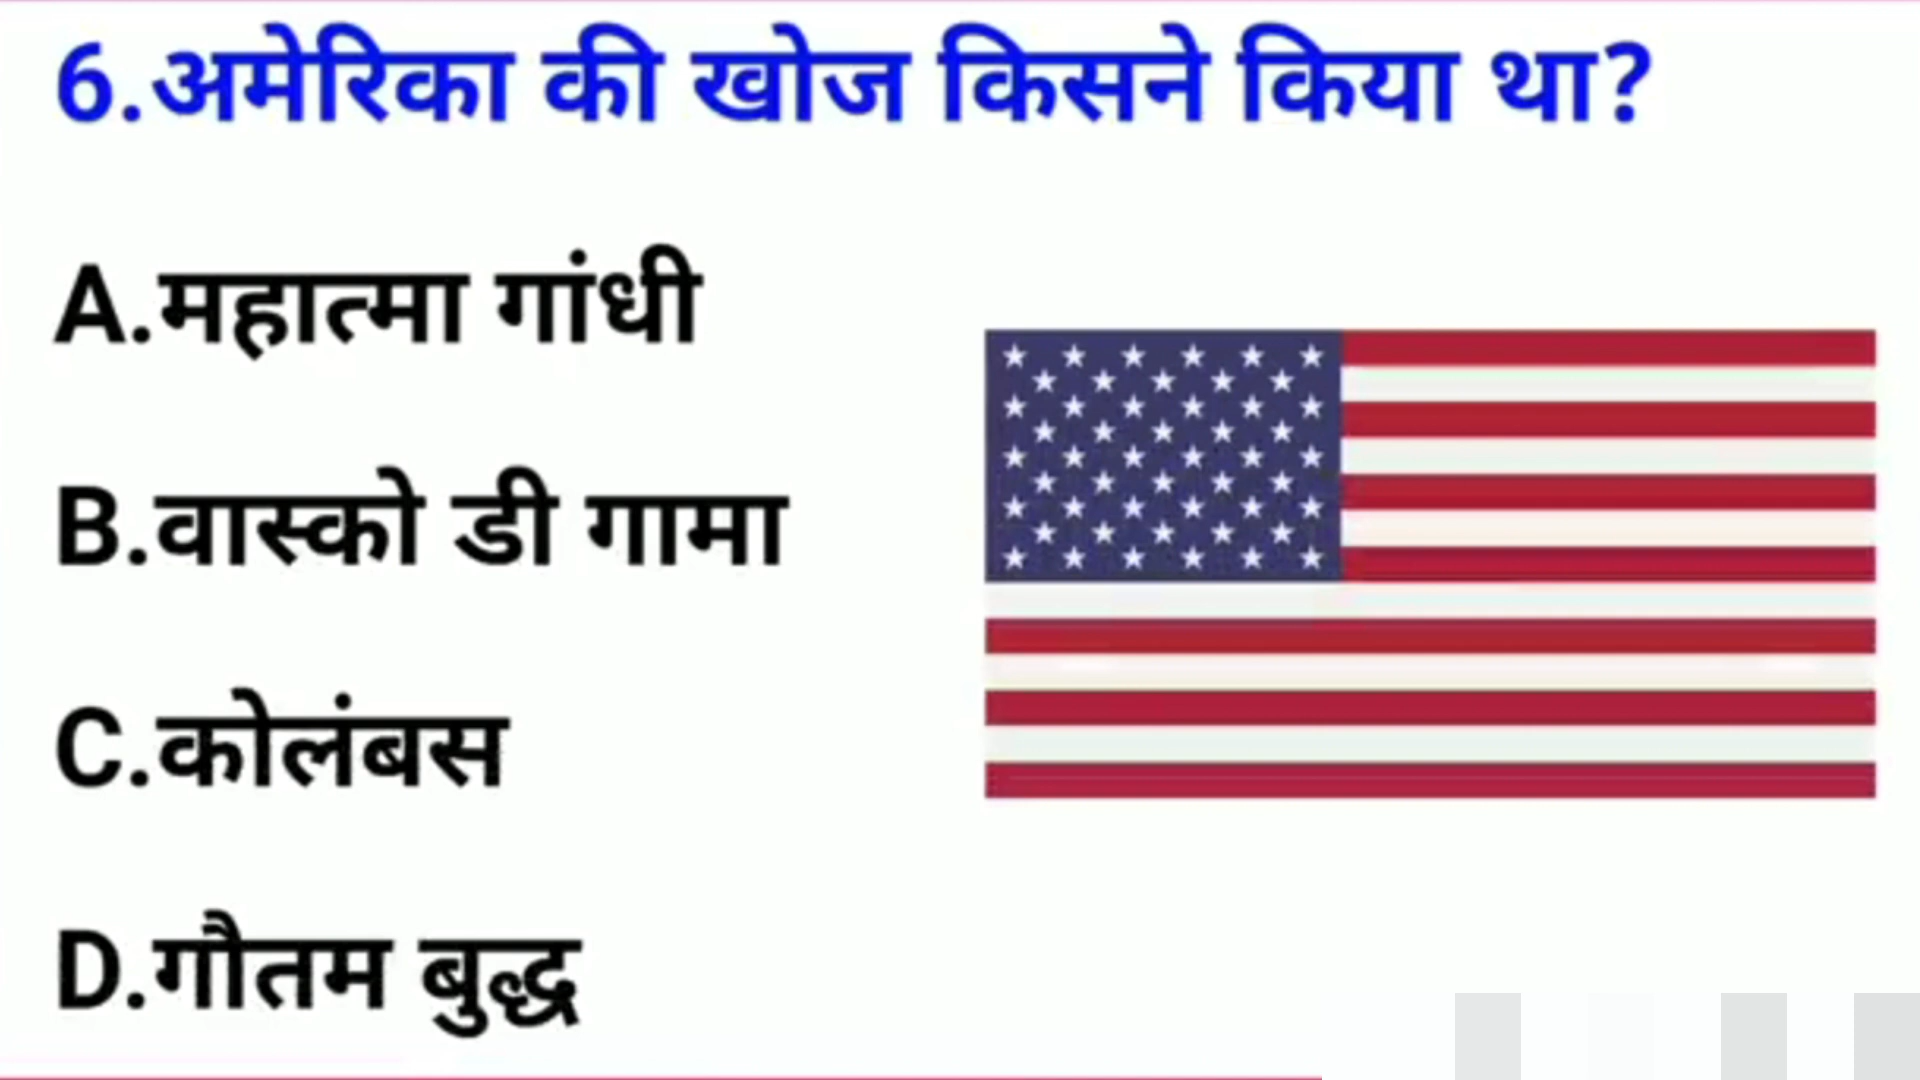 6.अमेरिका की खोज किसने किया था?
A.महात्मा गांधी
B.वास्को डी गामा
C.कोलंबस
D.गौतम बुद्ध